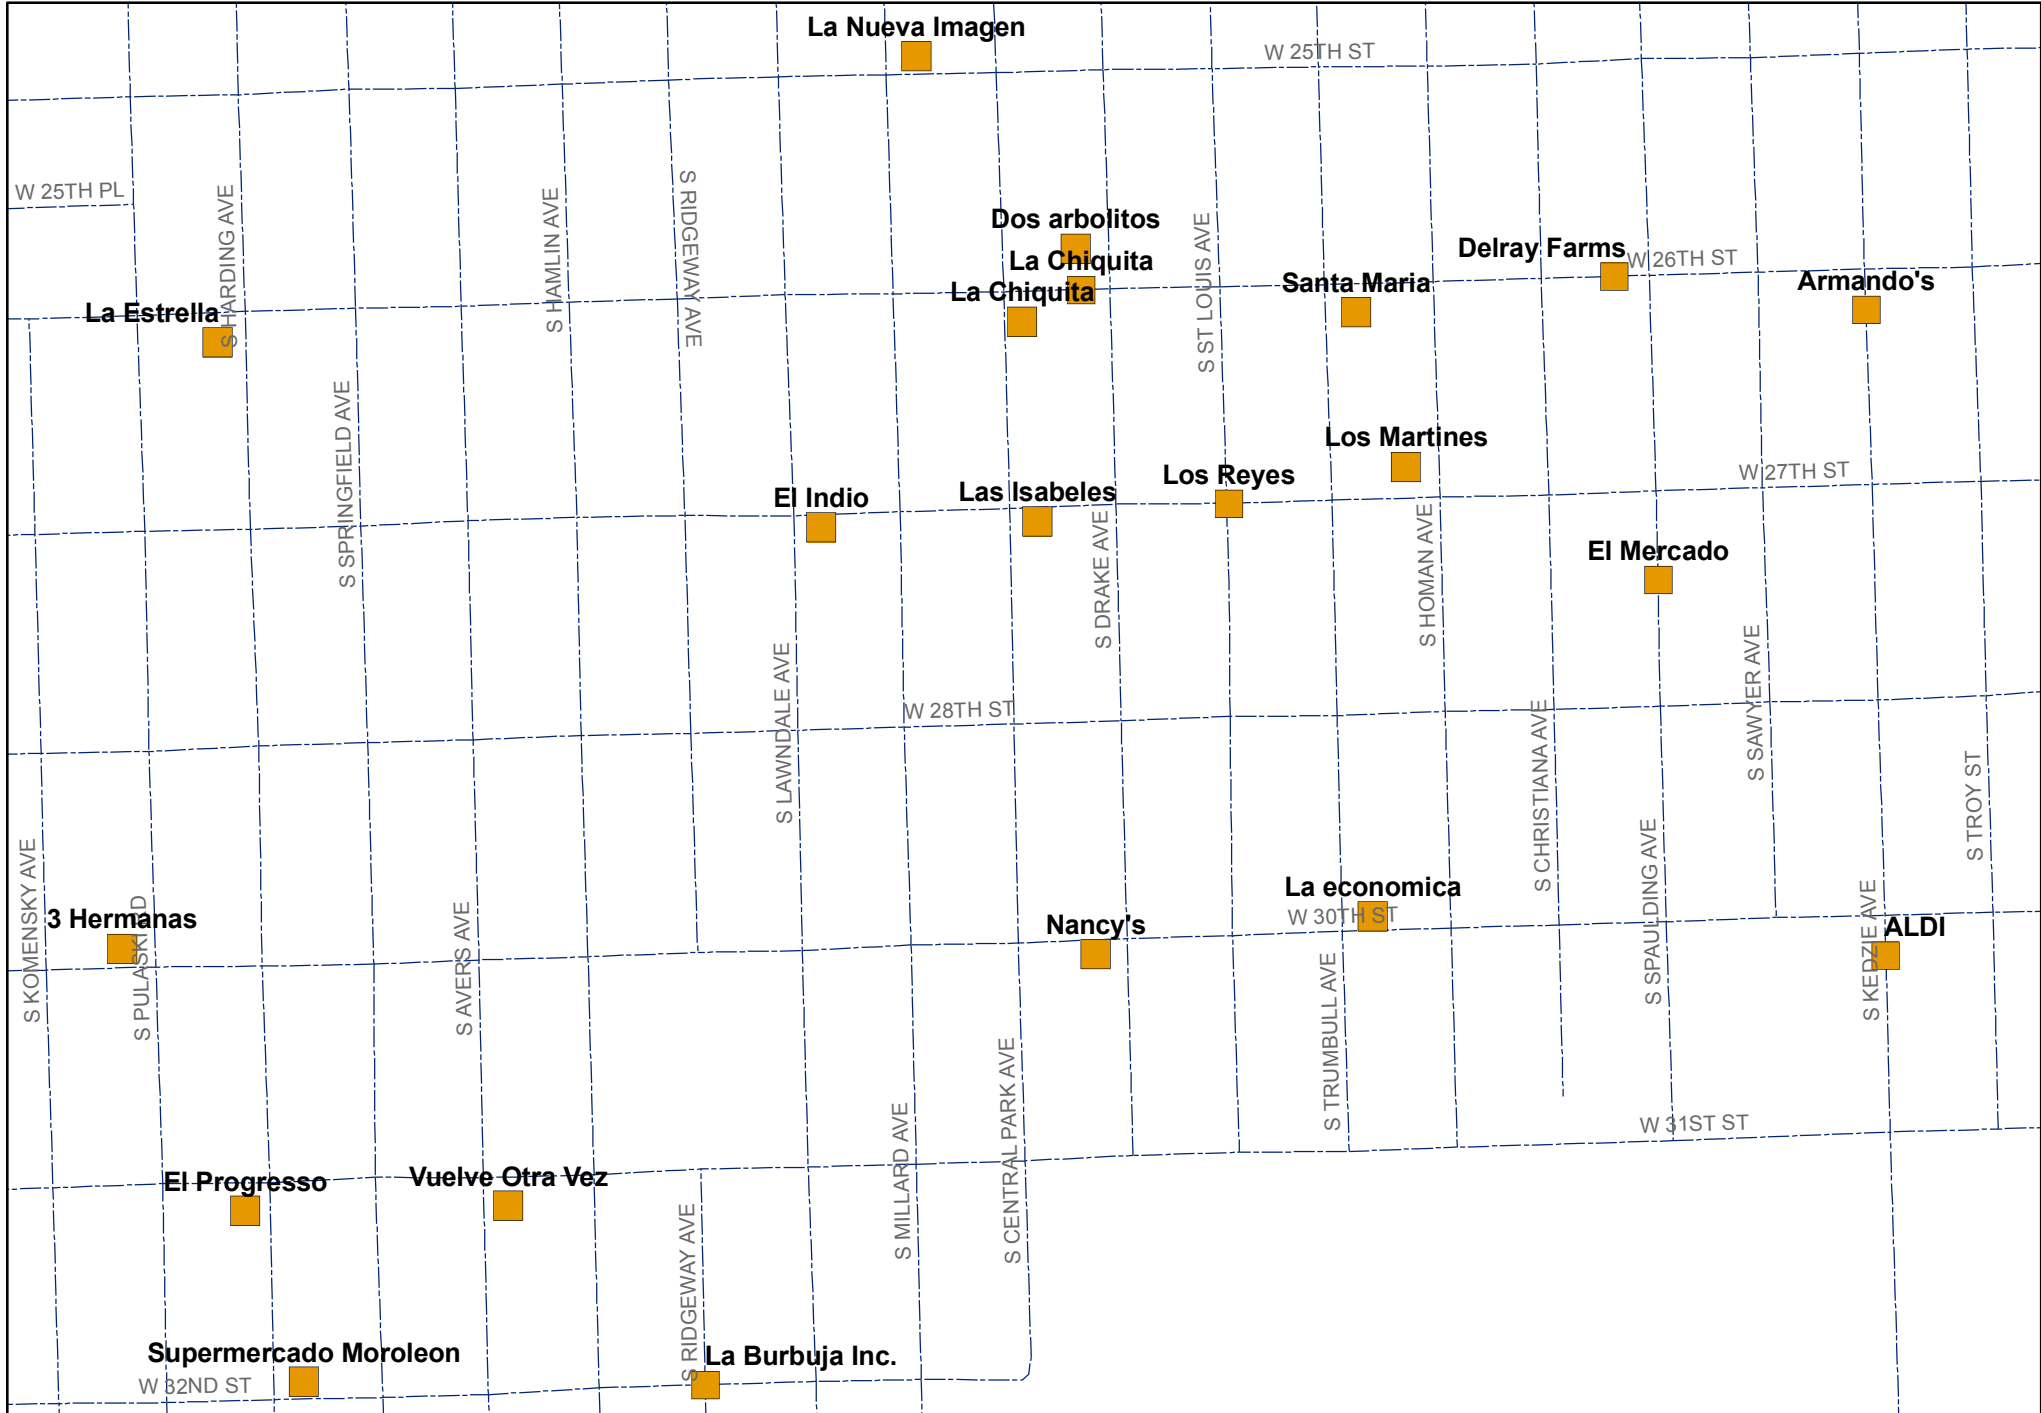 La Nueva Imagen
W 25TH ST
W 25TH PL
S HARDING AVE
S HAMLIN AVE
S RIDGEWAY AVE
Dos arbolitos
S ST LOUIS AVE
Delray Farms
W 26TH ST
La Chiquita
La Chiquita
Santa Maria
Armando's
La Estrella
S SPRINGFIELD AVE
Los Martines
W 27TH ST
Los Reyes
El Indio
Las Isabeles
S DRAKE AVE
S HOMAN AVE
El Mercado
S LAWNDALE AVE
W 28TH ST
S SAWYER AVE
S CHRISTIANA AVE
S TROY ST
S KOMENSKY AVE
3 Hermanas
S PULASKI RD
S AVERS AVE
Nancy's
La economica
W 30TH ST
S SPAULDING AVE
S KEDZIE AVE
ALDI
S TRUMBULL AVE
S CENTRAL PARK AVE
S MILLARD AVE
W 31ST ST
El Progresso
Vuelve Otra Vez
S RIDGEWAY AVE
Supermercado Moroleon
La Burbuja Inc.
W 32ND ST